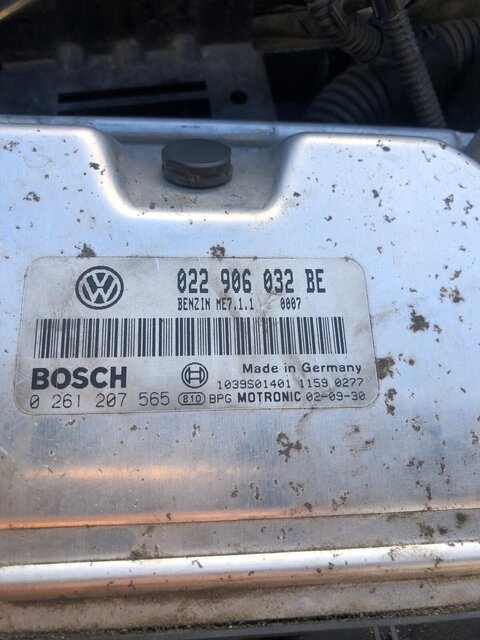 022 906 032 BE
BENZIN ME7.1.1 0007
BOSCH
Made in Germany
1039S01401 1159 0277
0 261 207 565 810 BPG MOTRONIC 02-09-30